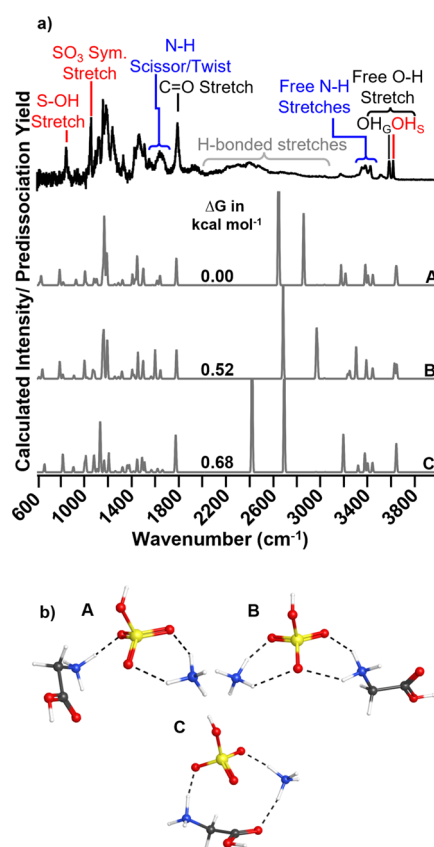 a)
SO3 Sym.
Stretch
S-OH
Stretch
N-H
Scissor/Twist
C=O Stretch
Free N-H
Stretches
Free O-H
Stretch
OHG OHS
H-bonded stretches
ΔG in
kcal mol-1
0.00
A
0.52
B
0.68
C
Calculated Intensity/ Predissociation Yield
600 1000 1400 1800 2200 2600 3000 3400 3800
Wavenumber (cm-1)
b)
A
B
C